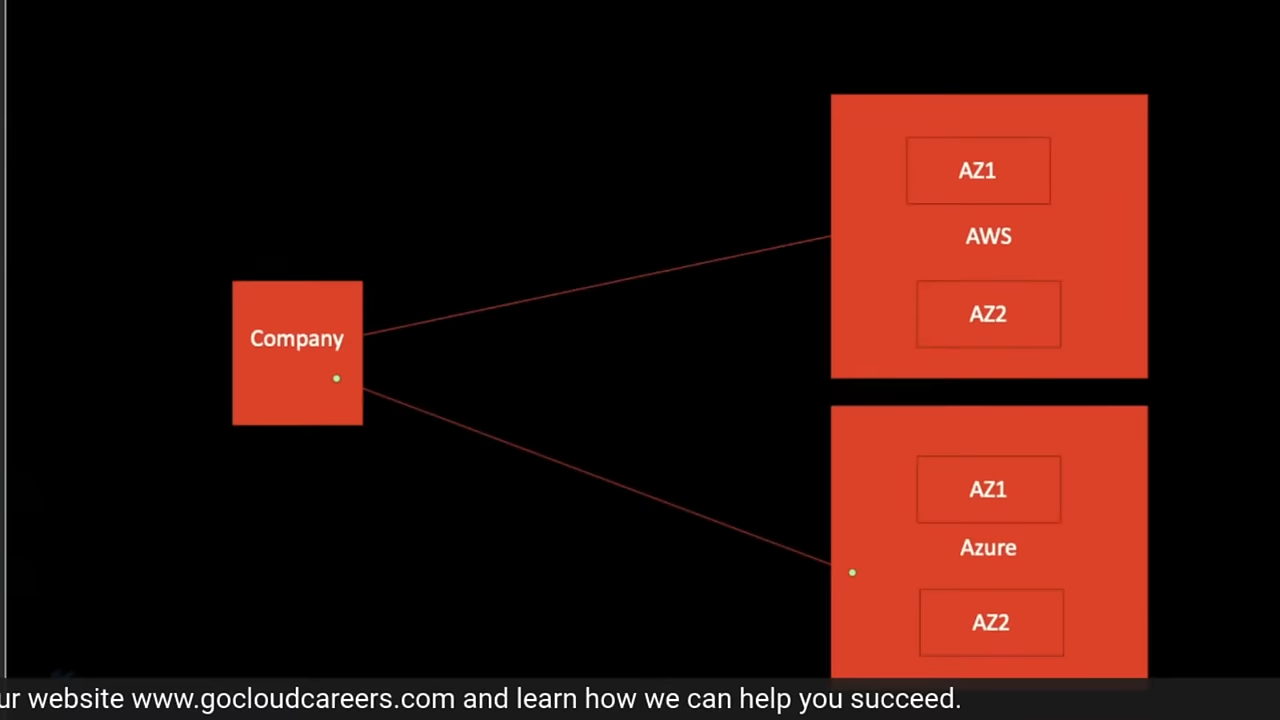 AZ1
AWS
AZ2
Company
AZ1
Azure
AZ2
ur website www.gocloudcareers.com and learn how we can help you succeed.